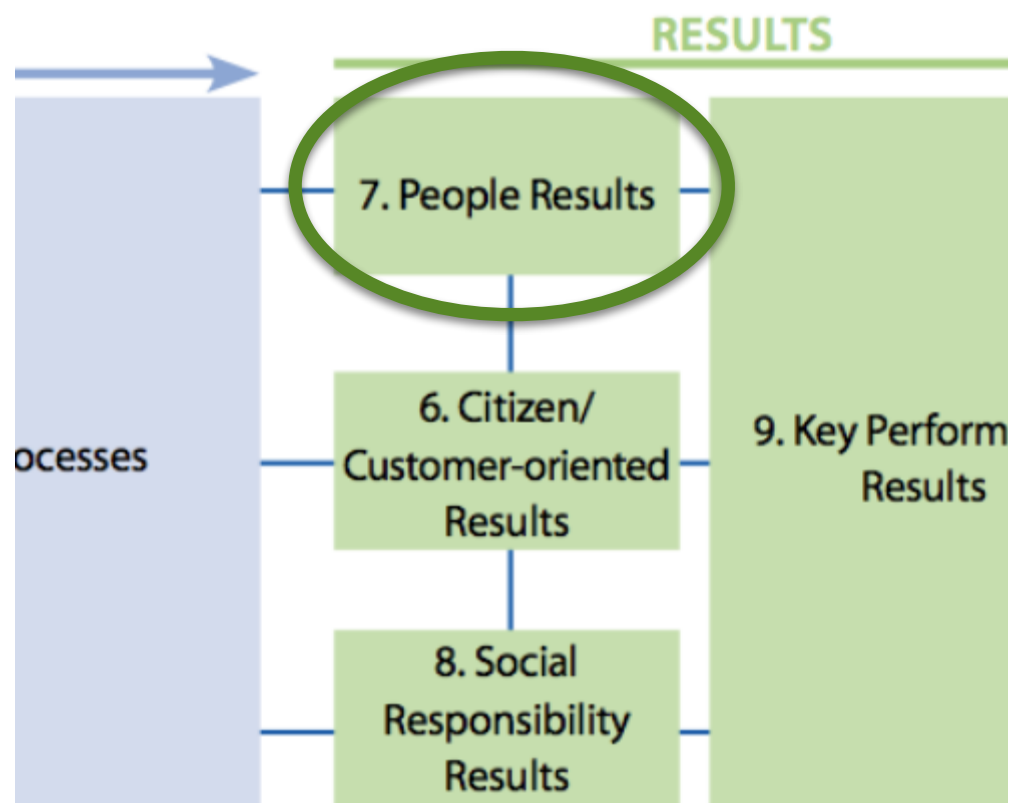 RESULTS
7. People Results
6. Citizen/
Customer-oriented
Results
ocesses
9. Key Perform
Results
8. Social
Responsibility
Results